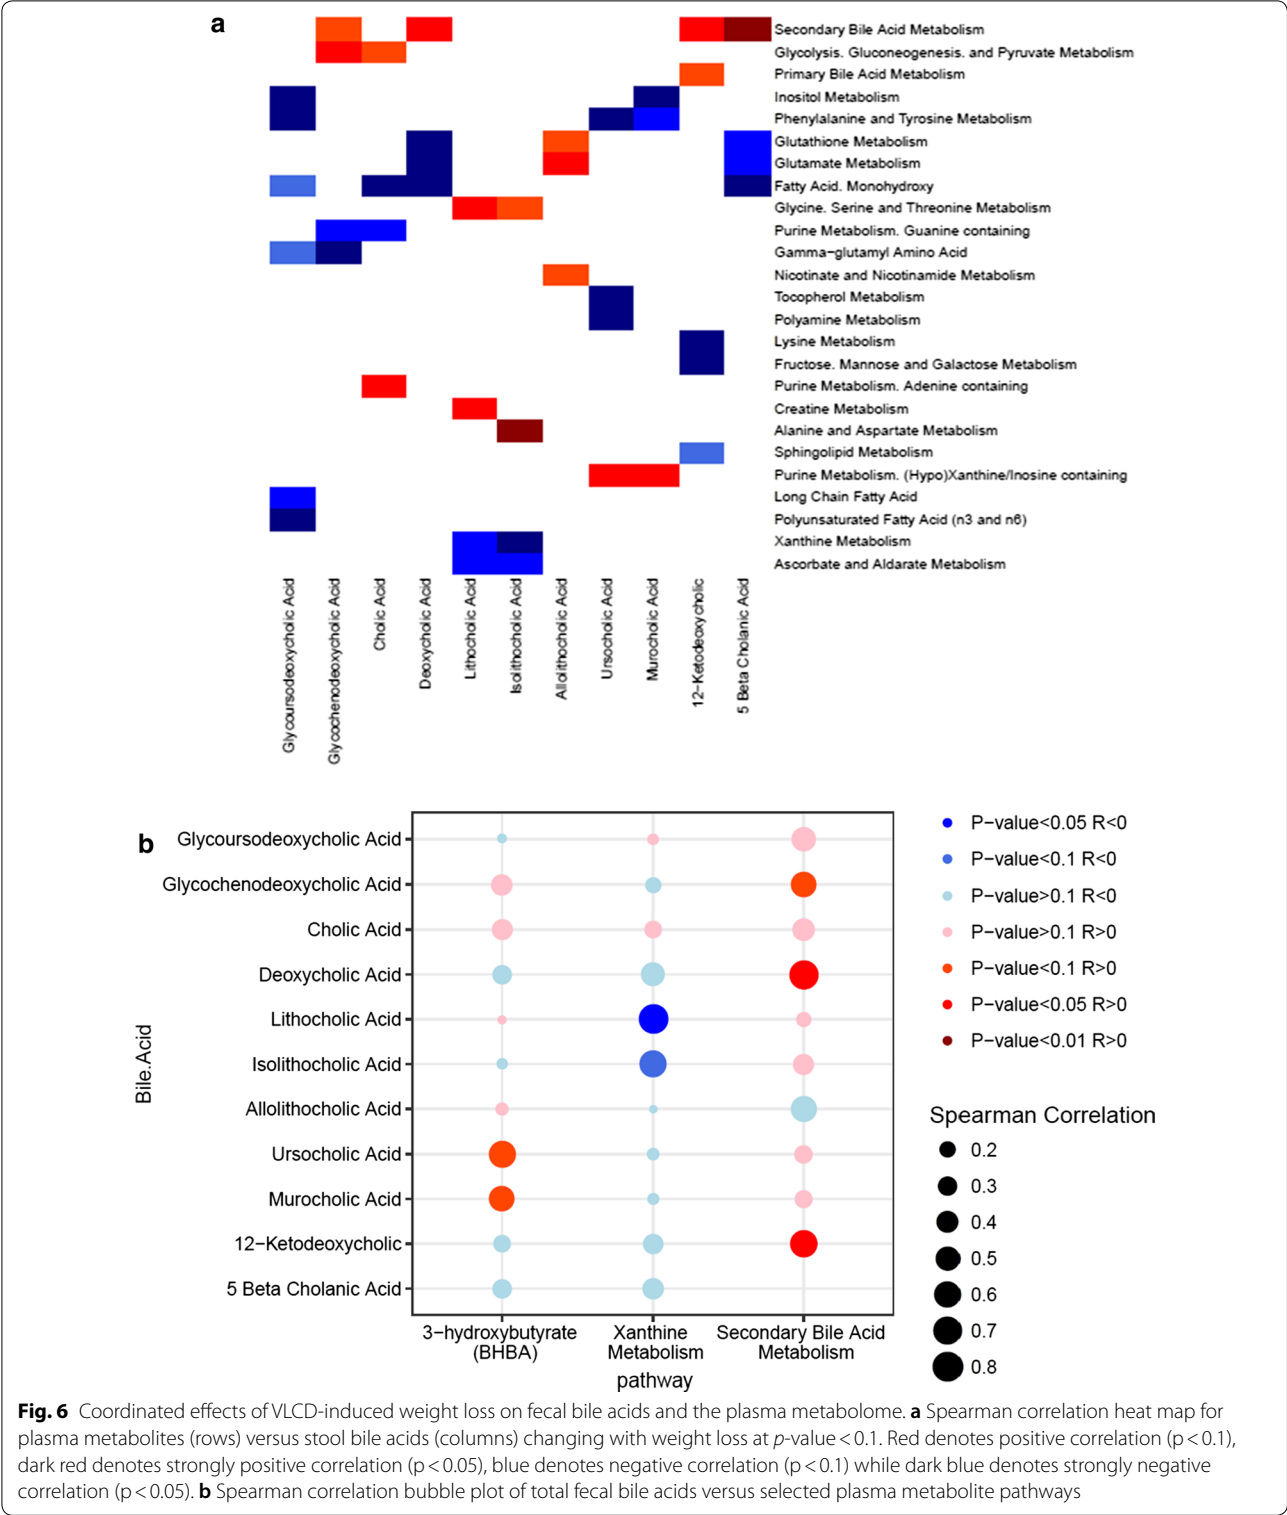 a
Secondary Bile Acid Metabolism
Glycolysis. Gluconeogenesis. and Pyruvate Metabolism
Primary Bile Acid Metabolism
Inositol Metabolism
Phenylalanine and Tyrosine Metabolism
Glutathione Metabolism
Glutamate Metabolism
Fatty Acid. Monohydroxy
Glycine. Serine and Threonine Metabolism
Purine Metabolism. Guanine containing
Gamma−glutamyl Amino Acid
Nicotinate and Nicotinamide Metabolism
Tocopherol Metabolism
Polyamine Metabolism
Lysine Metabolism
Fructose. Mannose and Galactose Metabolism
Purine Metabolism. Adenine containing
Creatine Metabolism
Alanine and Aspartate Metabolism
Sphingolipid Metabolism
Purine Metabolism. (Hypo)Xanthine/Inosine containing
Long Chain Fatty Acid
Polyunsaturated Fatty Acid (n3 and n6)
Xanthine Metabolism
Ascorbate and Aldarate Metabolism
Glycoursodeoxycholic Acid
Glycochenodeoxycholic Acid
Cholic Acid
Deoxycholic Acid
Lithocholic Acid
Isolithocholic Acid
Allolithocholic Acid
Ursocholic Acid
Murocholic Acid
12−Ketodeoxycholic
5 Beta Cholanic Acid
b
Bile.Acid
Glycoursodeoxycholic Acid
Glycochenodeoxycholic Acid
Cholic Acid
Deoxycholic Acid
Lithocholic Acid
Isolithocholic Acid
Allolithocholic Acid
Ursocholic Acid
Murocholic Acid
12−Ketodeoxycholic
5 Beta Cholanic Acid
3−hydroxybutyrate
(BHBA)
Xanthine
Metabolism
Secondary Bile Acid
Metabolism
pathway
P−value<0.05 R<0
P−value<0.1 R<0
P−value>0.1 R<0
P−value>0.1 R>0
P−value<0.1 R>0
P−value<0.05 R>0
P−value<0.01 R>0
Spearman Correlation
0.2
0.3
0.4
0.5
0.6
0.7
0.8
Fig. 6 Coordinated effects of VLCD-induced weight loss on fecal bile acids and the plasma metabolome. a Spearman correlation heat map for
plasma metabolites (rows) versus stool bile acids (columns) changing with weight loss at p-value < 0.1. Red denotes positive correlation (p < 0.1),
dark red denotes strongly positive correlation (p < 0.05), blue denotes negative correlation (p < 0.1) while dark blue denotes strongly negative
correlation (p < 0.05). b Spearman correlation bubble plot of total fecal bile acids versus selected plasma metabolite pathways